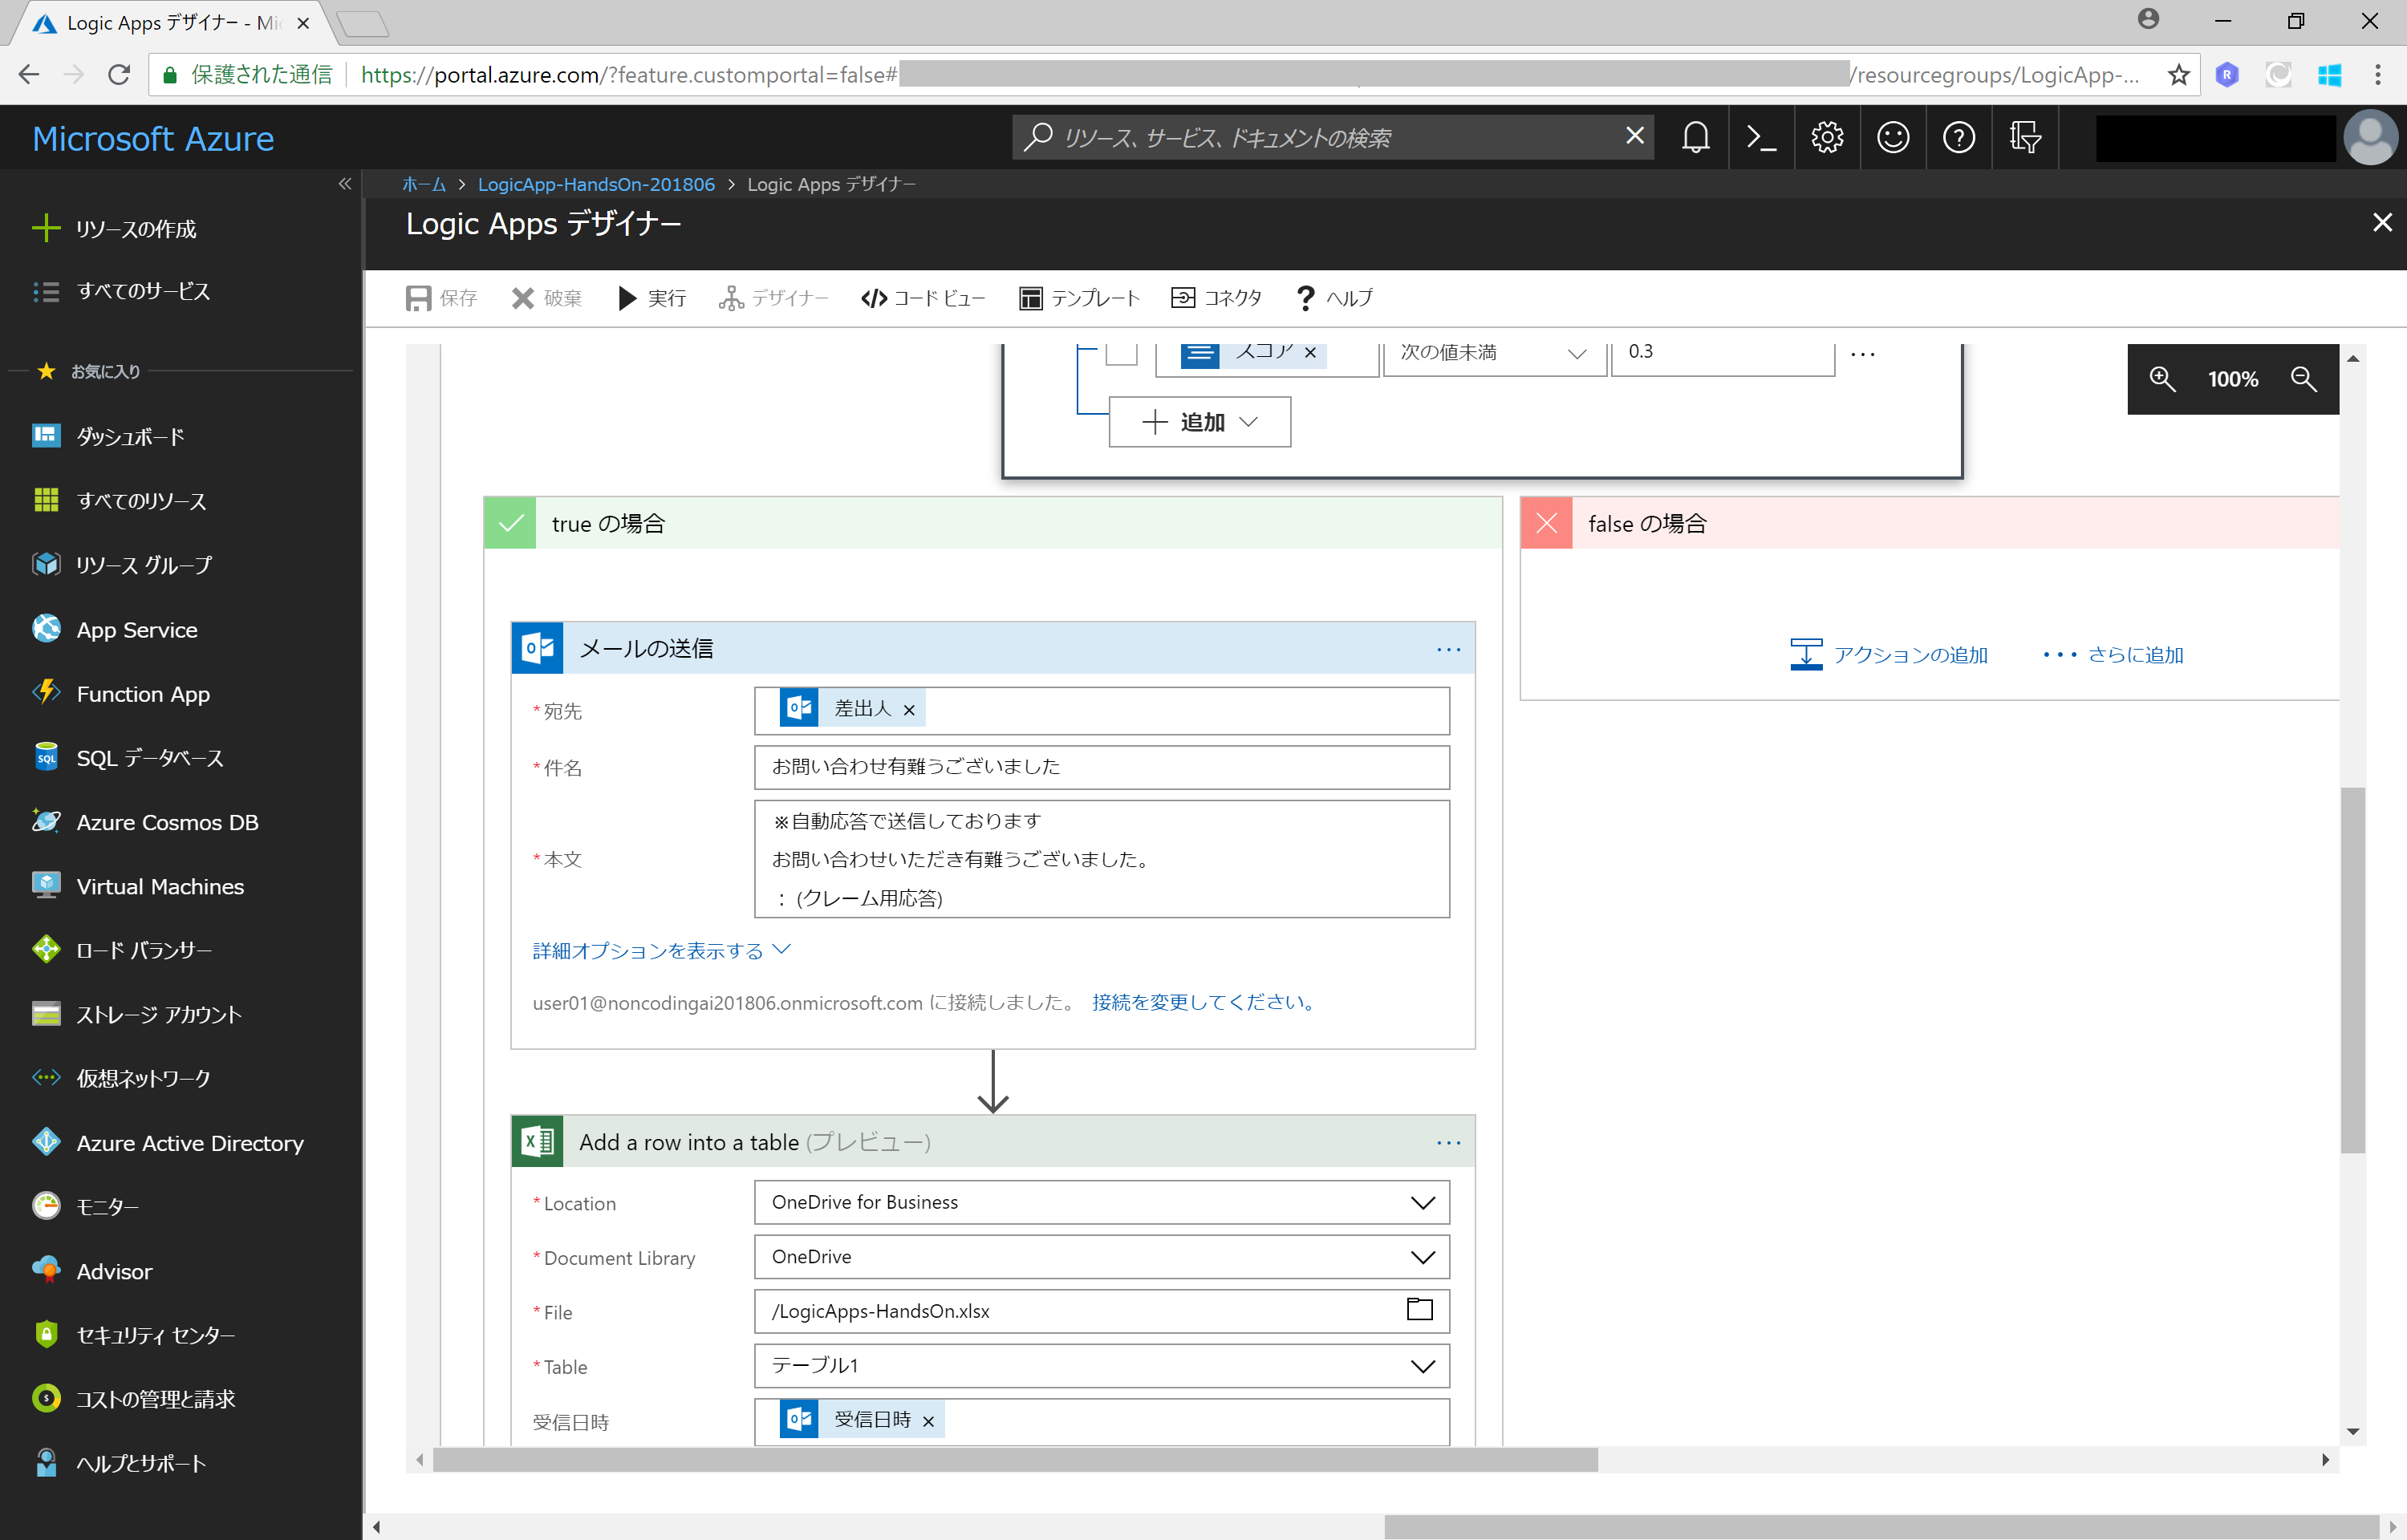 Logic Apps デザイナー - Mic
保護された通信
https://portal.azure.com/?feature.customportal=false#
/resourcegroups/LogicApp-...
Microsoft Azure
リソース、サービス、ドキュメントの検索
ホーム > LogicApp-HandsOn-201806 > Logic Apps デザイナー
Logic Apps デザイナー
リソースの作成
すべてのサービス
お気に入り
ダッシュボード
すべてのリソース
リソース グループ
App Service
Function App
SQL データベース
Azure Cosmos DB
Virtual Machines
ロード バランサー
ストレージ アカウント
仮想ネットワーク
Azure Active Directory
モニター
Advisor
セキュリティ センター
コストの管理と請求
ヘルプとサポート
保存 破棄 実行 デザイナー コード ビュー テンプレート コネクタ ヘルプ
スコア × 次の値未満 0.3 ...
追加
100%
true の場合
メールの送信 ...
*宛先 差出人 ×
*件名 お問い合わせ有難うございました
*本文
※自動応答で送信しております
お問い合わせいただき有難うございました。
：(クレーム用応答)
詳細オプションを表示する
user01@noncodingai201806.onmicrosoft.com に接続しました。 接続を変更してください。
Add a row into a table (プレビュー) ...
*Location OneDrive for Business
*Document Library OneDrive
*File /LogicApps-HandsOn.xlsx
*Table テーブル1
受信日時 受信日時 ×
false の場合
アクションの追加 ... さらに追加